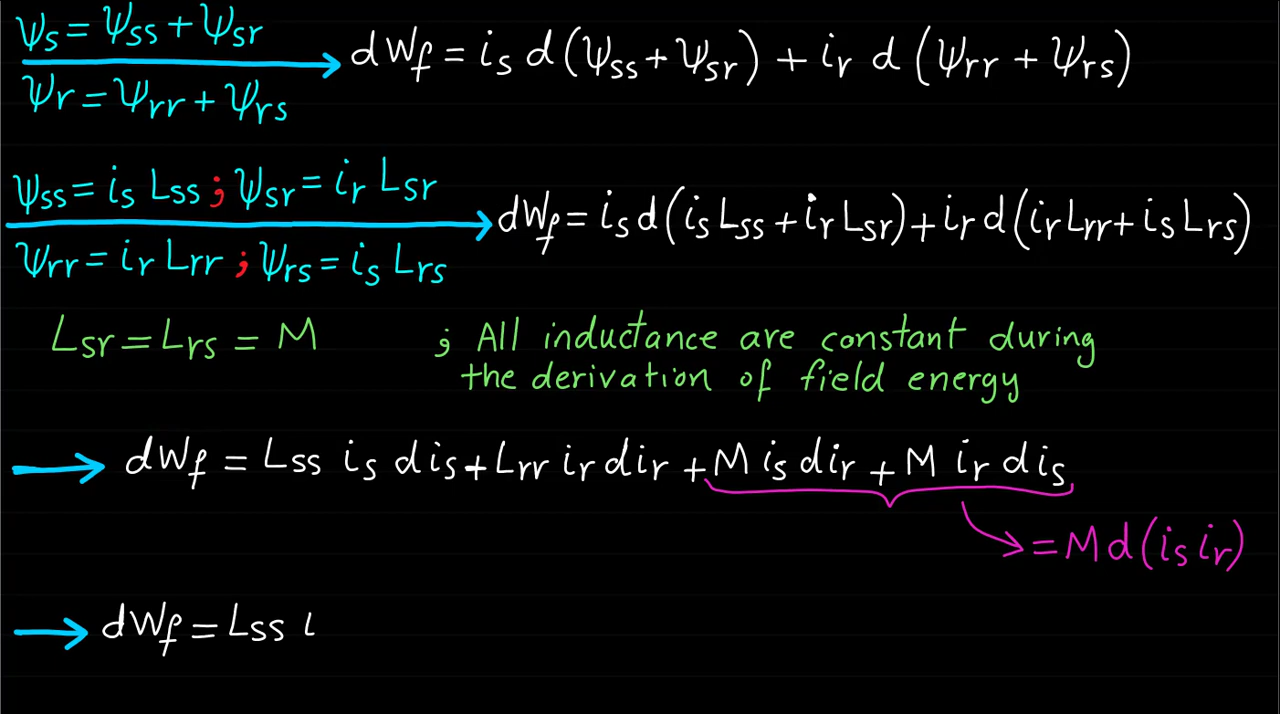 ψs = ψss + ψsr
ψr = ψrr + ψrs
dWf = is d(ψss + ψsr) + ir d(ψrr + ψrs)
ψss = is Lss ; ψsr = ir Lsr
ψrr = ir Lrr ; ψrs = is Lrs
dWf = is d(is Lss + ir Lsr) + ir d(ir Lrr + is Lrs)
Lsr = Lrs = M ; All inductance are constant during
the derivation of field energy
dWf = Lss is dis + Lrr ir dir + M is dir + M ir dis
= M d(is ir)
dWf = Lss